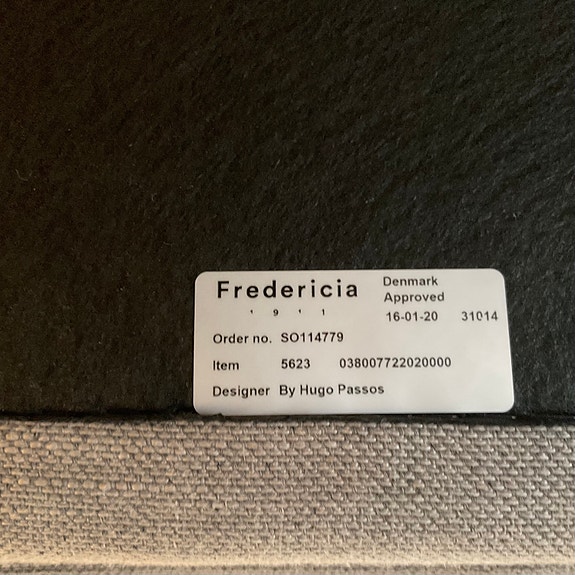 Fredericia
1 9 1 1
Denmark
Approved
16-01-20 31014
Order no. SO114779
Item 5623 038007722020000
Designer By Hugo Passos